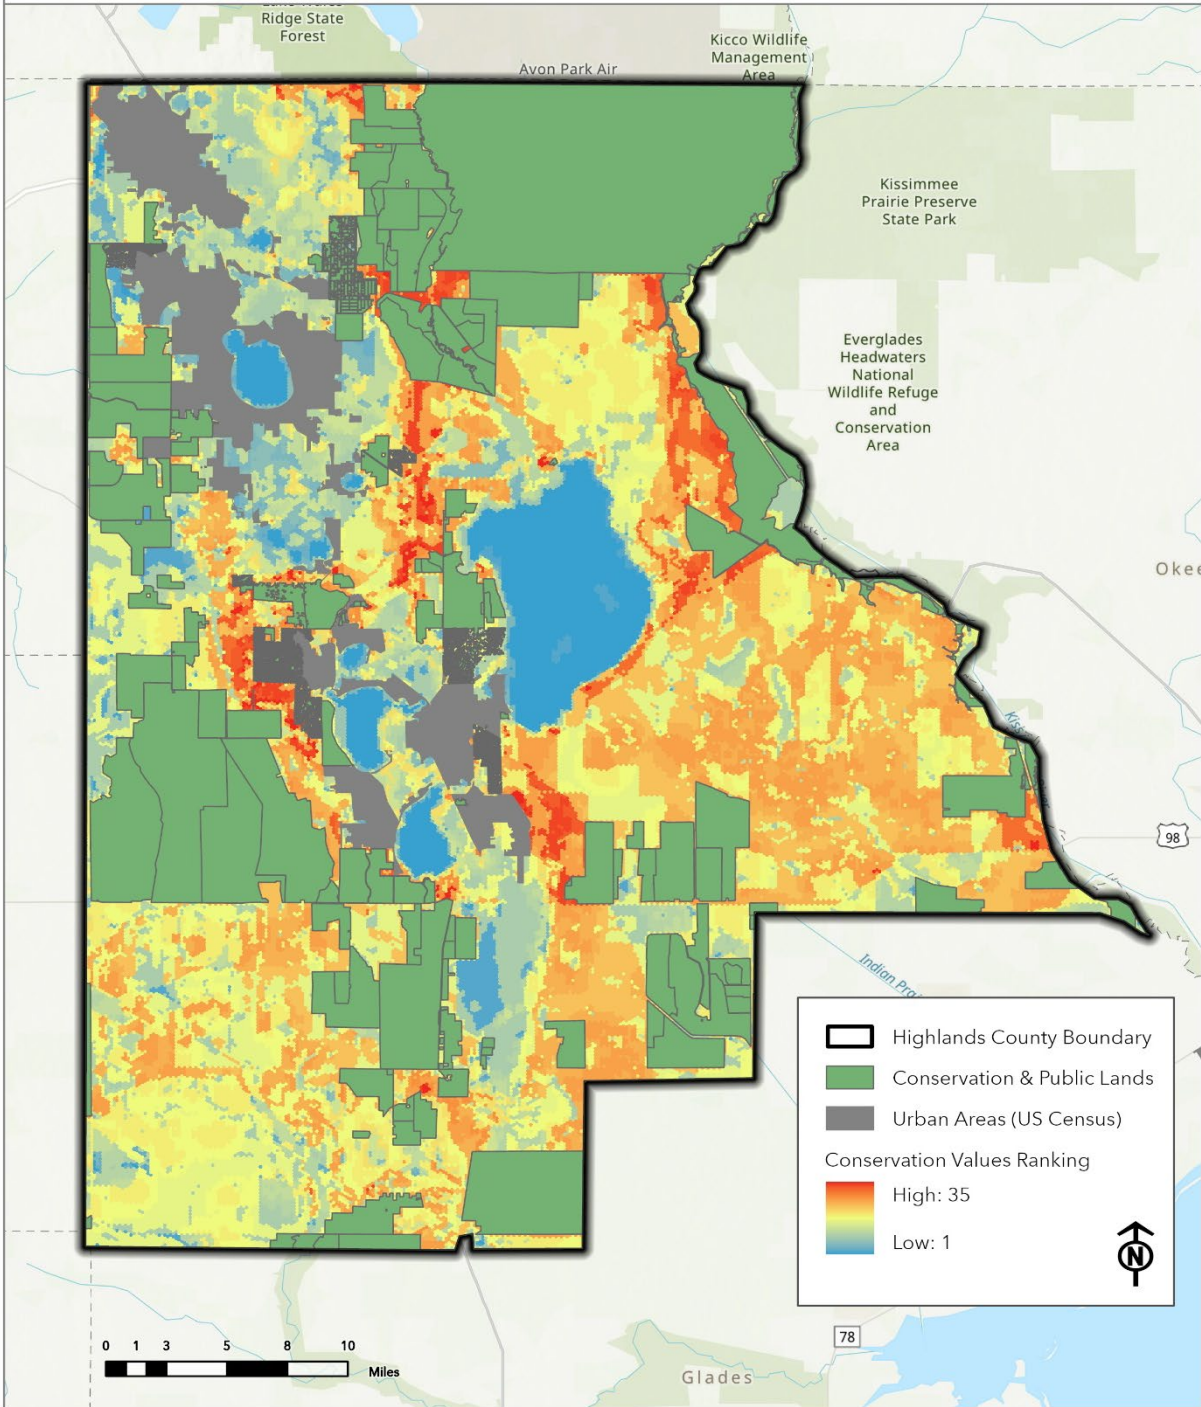 Ridge State
Forest
Kicco Wildlife
Management
Area
Avon Park Air
Kissimmee
Prairie Preserve
State Park
Everglades
Headwaters
National
Wildlife Refuge
and
Conservation
Area
Okee
98
Indian Prai
Highlands County Boundary
Conservation & Public Lands
Urban Areas (US Census)
Conservation Values Ranking
High: 35
Low: 1
N
0 1 3 5 8 10
Miles
78
Glades